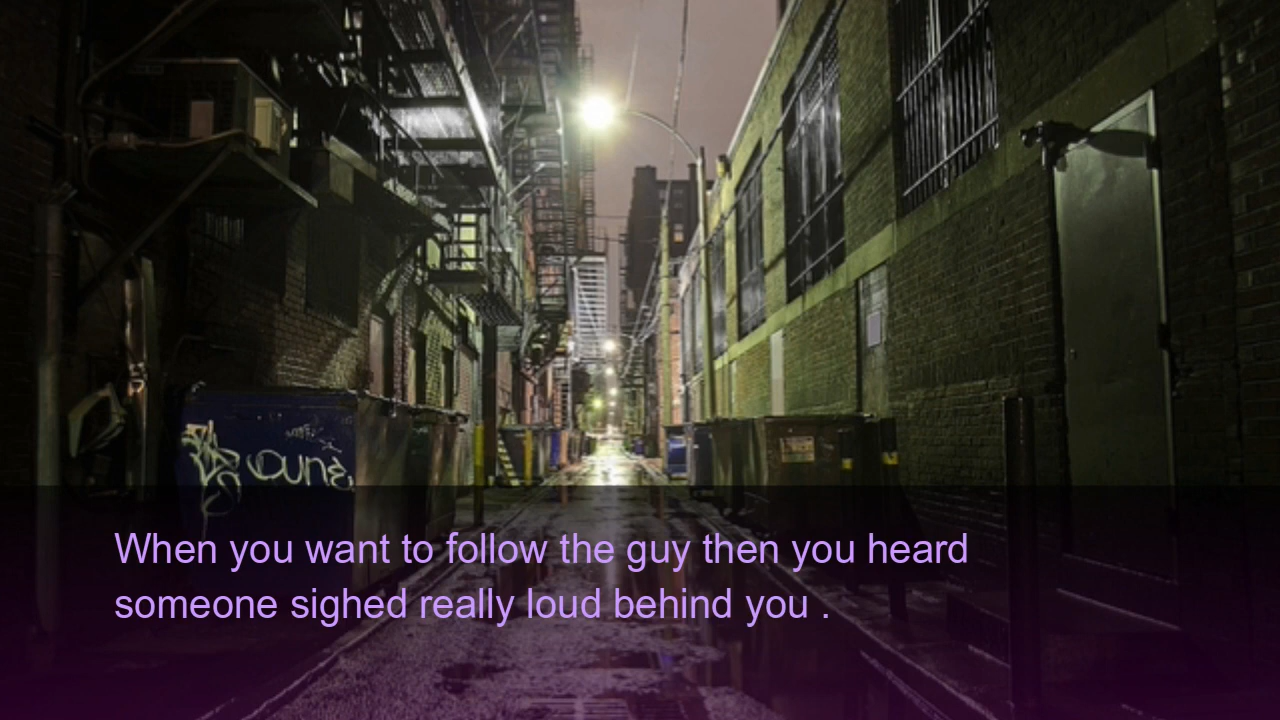 When you want to follow the guy then you heard
someone sighed really loud behind you .